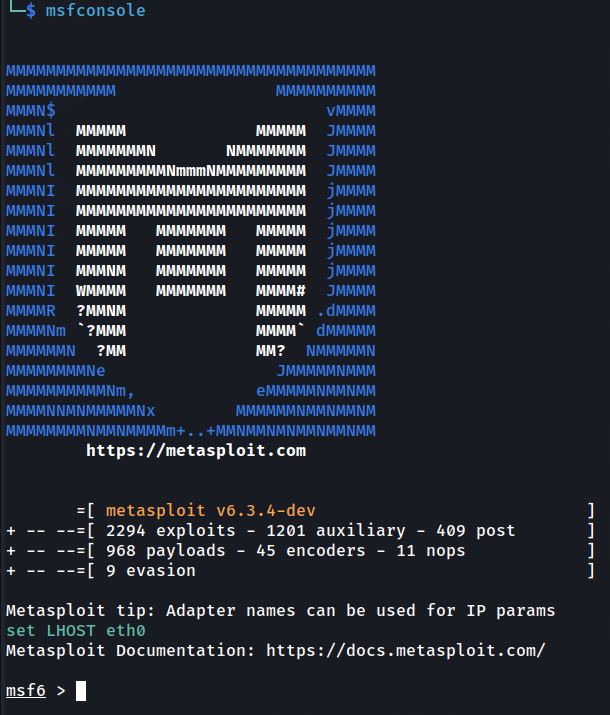 └─$ msfconsole
MMMMMMMMMMMMMMMMMMMMMMMMMMMMMMMMMMMMM
MMMMMMMMMMM                MMMMMMMMMM
MMMN$                           vMMMM
MMMNl  MMMMM             MMMMM  JMMMM
MMMNl  MMMMMMMN       NMMMMMMM  JMMMM
MMMNl  MMMMMMMMMNmmmNMMMMMMMMM  JMMMM
MMMNI  MMMMMMMMMMMMMMMMMMMMMMM  jMMMM
MMMNI  MMMMMMMMMMMMMMMMMMMMMMM  jMMMM
MMMNI  MMMMM   MMMMMMM   MMMMM  jMMMM
MMMNI  MMMMM   MMMMMMM   MMMMM  jMMMM
MMMNI  MMMNM   MMMMMMM   MMMMM  jMMMM
MMMNI  WMMMM   MMMMMMM   MMMM#  JMMMM
MMMMR  ?MMNM             MMMMM .dMMMM
MMMMNm `?MMM             MMMM` dMMMMM
MMMMMMN  ?MM             MM?  NMMMMMN
MMMMMMMMNe                 JMMMMMNMMM
MMMMMMMMMMNm,            eMMMMMNMMNMM
MMMMNNMNMMMMMNx        MMMMMMNMMNMMNM
MMMMMMMMNMMNMMMMm+..+MMNMMNMNMMNMMNMM
https://metasploit.com
=[ metasploit v6.3.4-dev                           ]
+ -- --=[ 2294 exploits - 1201 auxiliary - 409 post       ]
+ -- --=[ 968 payloads - 45 encoders - 11 nops            ]
+ -- --=[ 9 evasion                                       ]
Metasploit tip: Adapter names can be used for IP params
set LHOST eth0
Metasploit Documentation: https://docs.metasploit.com/
msf6 >